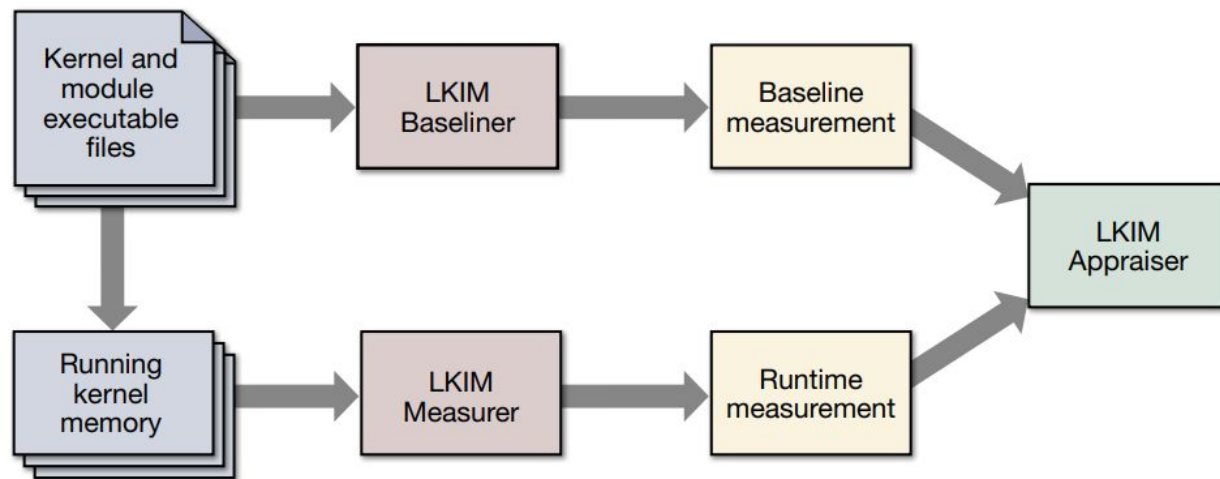 Kernel and
module
executable
files
LKIM
Baseliner
Baseline
measurement
LKIM
Appraiser
Running
kernel
memory
LKIM
Measurer
Runtime
measurement